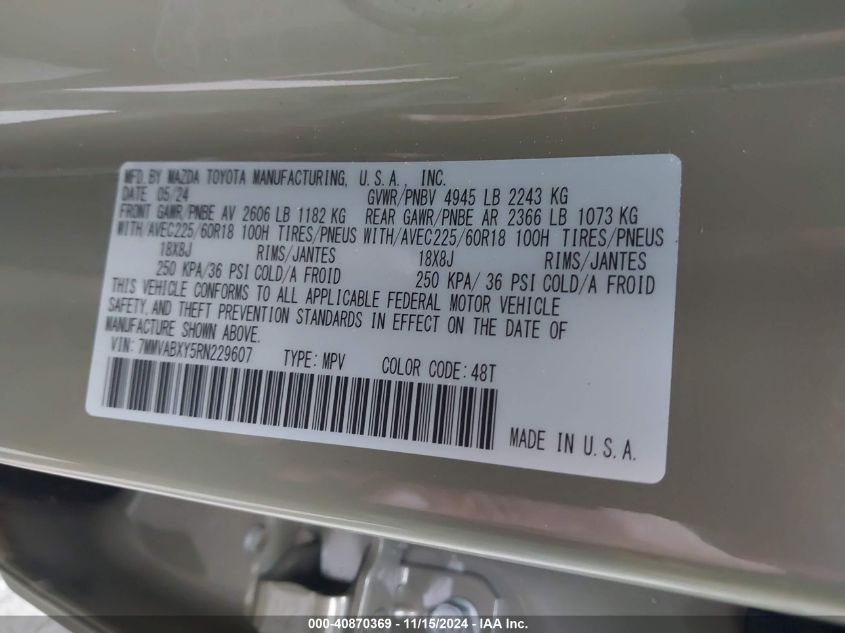 MFD. BY MAZDA TOYOTA MANUFACTURING, U.S.A., INC.
DATE 05/24 GVWR/PNBV 4945 LB 2243 KG
FRONT GAWR/PNBE AV 2606 LB 1182 KG REAR GAWR/PNBE AR 2366 LB 1073 KG
WITH/AVEC225/60R18 100H TIRES/PNEUS WITH/AVEC225/60R18 100H TIRES/PNEUS
18X8J RIMS/JANTES 18X8J RIMS/JANTES
250 KPA/36 PSI COLD/A FROID 250 KPA/ 36 PSI COLD/A FROID
THIS VEHICLE CONFORMS TO ALL APPLICABLE FEDERAL MOTOR VEHICLE
SAFETY, AND THEFT PREVENTION STANDARDS IN EFFECT ON THE DATE OF
MANUFACTURE SHOWN ABOVE.
VIN: 7MMVABXY5RN229607 TYPE: MPV COLOR CODE: 48T
MADE IN U.S.A.
000-40870369 - 11/15/2024 - IAA Inc.